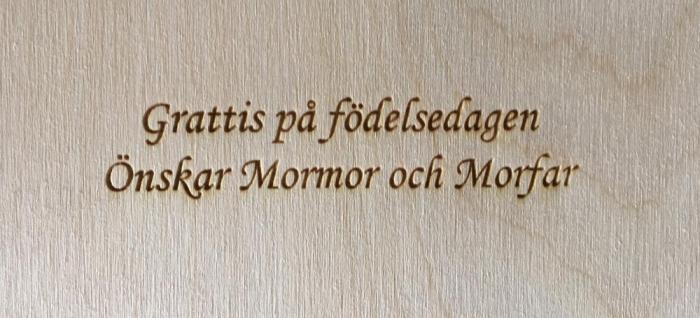 Grattis på födelsedagen
Önskar Mormor och Morfar